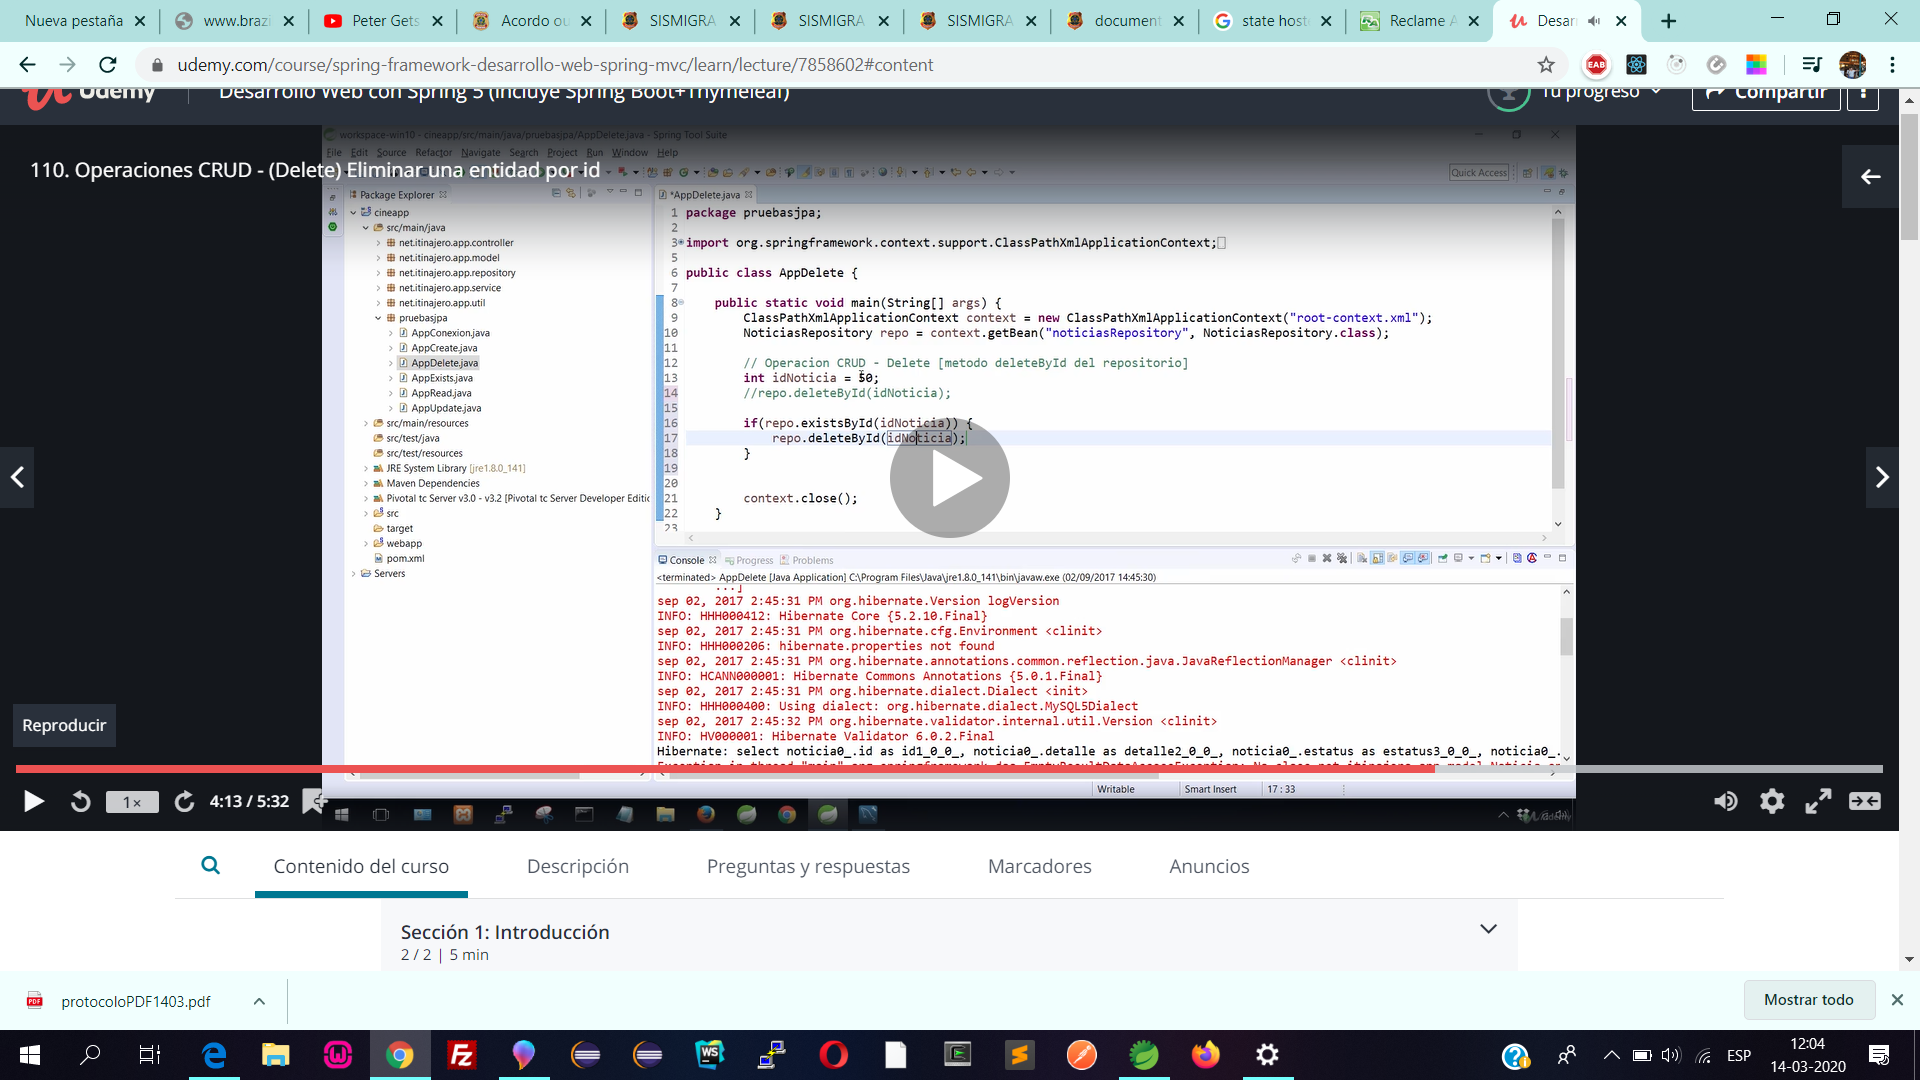 Nueva pestaña
www.brazi
Peter Gets
Acordo ou
SISMIGRA
SISMIGRA
SISMIGRA
document
state host
Reclame A
Desar
udemy.com/course/spring-framework-desarrollo-web-spring-mvc/learn/lecture/7858602#content
EAB
Udemy
Desarrollo Web con Spring 5 (Incluye Spring Boot+Thymeleaf)
Tu progreso
Compartir
workspace-win10 - cineapp/src/main/java/pruebasjpa/AppDelete.java - Spring Tool Suite
File Edit Source Refactor Navigate Search Project Run Window Help
110. Operaciones CRUD - (Delete) Eliminar una entidad por id
Quick Access
Package Explorer
cineapp
src/main/java
net.itinajero.app.controller
net.itinajero.app.model
net.itinajero.app.repository
net.itinajero.app.service
net.itinajero.app.util
pruebasjpa
AppConexion.java
AppCreate.java
AppDelete.java
AppExists.java
AppRead.java
AppUpdate.java
src/main/resources
src/test/java
src/test/resources
JRE System Library [jre1.8.0_141]
Maven Dependencies
Pivotal tc Server v3.0 - v3.2 [Pivotal tc Server Developer Editic
src
target
webapp
pom.xml
Servers
*AppDelete.java
1 package pruebasjpa;
2
3 import org.springframework.context.support.ClassPathXmlApplicationContext;
5
6 public class AppDelete {
7
8 public static void main(String[] args) {
9 ClassPathXmlApplicationContext context = new ClassPathXmlApplicationContext("root-context.xml");
10 NoticiasRepository repo = context.getBean("noticiasRepository", NoticiasRepository.class);
11
12 // Operacion CRUD - Delete [metodo deleteById del repositorio]
13 int idNoticia = 50;
14 //repo.deleteById(idNoticia);
15
16 if(repo.existsById(idNoticia)) {
17 repo.deleteById(idNoticia);
18 }
19
20
21 context.close();
22 }
23
Console Progress Problems
<terminated> AppDelete [Java Application] C:\Program Files\Java\jre1.8.0_141\bin\javaw.exe (02/09/2017 14:45:30)
...]
sep 02, 2017 2:45:31 PM org.hibernate.Version logVersion
INFO: HHH000412: Hibernate Core {5.2.10.Final}
sep 02, 2017 2:45:31 PM org.hibernate.cfg.Environment <clinit>
INFO: HHH000206: hibernate.properties not found
sep 02, 2017 2:45:31 PM org.hibernate.annotations.common.reflection.java.JavaReflectionManager <clinit>
INFO: HCANN000001: Hibernate Commons Annotations {5.0.1.Final}
sep 02, 2017 2:45:31 PM org.hibernate.dialect.Dialect <init>
INFO: HHH000400: Using dialect: org.hibernate.dialect.MySQL5Dialect
sep 02, 2017 2:45:32 PM org.hibernate.validator.internal.util.Version <clinit>
INFO: HV000001: Hibernate Validator 6.0.2.Final
Hibernate: select noticia0_.id as id1_0_0_, noticia0_.detalle as detalle2_0_0_, noticia0_.estatus as estatus3_0_0_, noticia0_.
Writable Smart Insert 17 : 33
Reproducir
1×
4:13 / 5:32
Udemy
Contenido del curso
Descripción
Preguntas y respuestas
Marcadores
Anuncios
Sección 1: Introducción
2 / 2 | 5 min
PDF
protocoloPDF1403.pdf
Mostrar todo
FZ
WS
ESP
12:04
14-03-2020